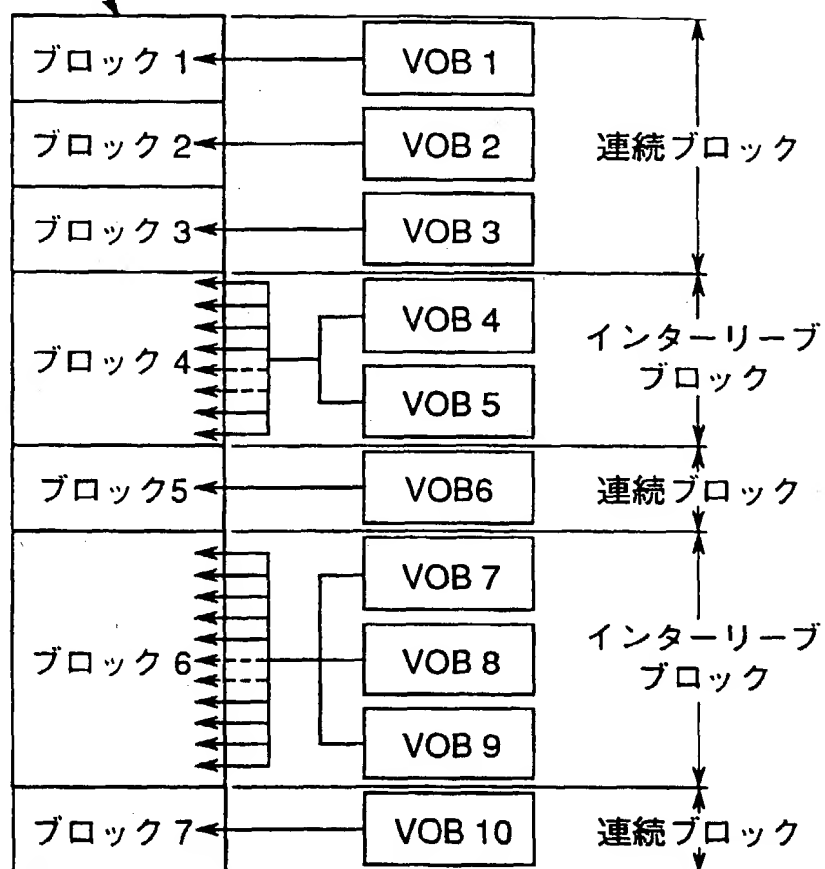 ブロック 1
VOB 1
ブロック 2
VOB 2
連続ブロック
ブロック 3
VOB 3
ブロック 4
VOB 4
VOB 5
インターリーブ
ブロック
ブロック5
VOB6
連続ブロック
ブロック 6
VOB 7
VOB 8
VOB 9
インターリーブ
ブロック
ブロック 7
VOB 10
連続ブロック